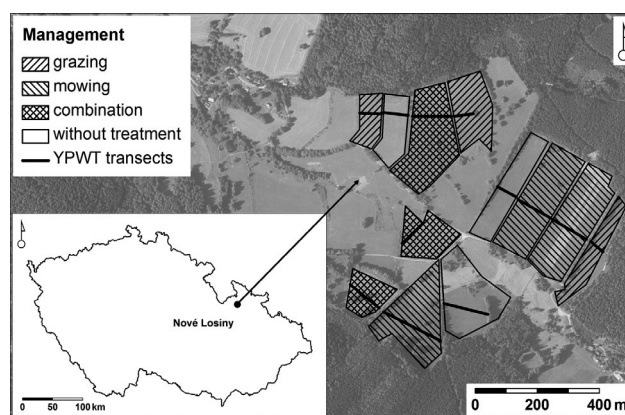 Management
grazing
mowing
combination
without treatment
YPWT transects
Nové Losiny
0 50 100 km
0 200 400 m